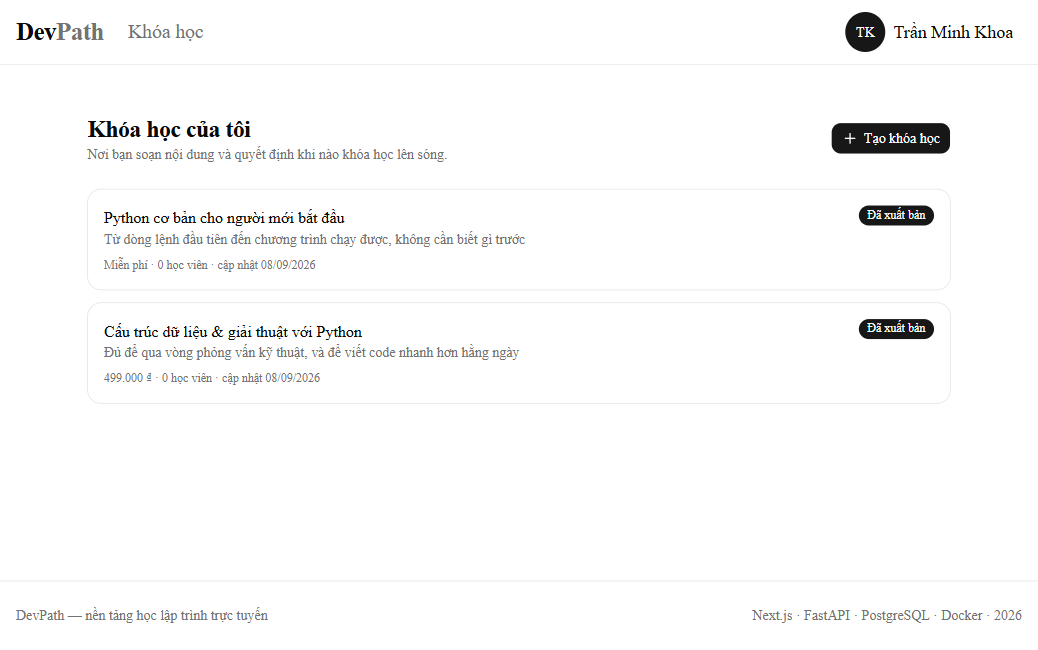 DevPath Khóa học TK Trần Minh Khoa
Khóa học của tôi
Nơi bạn soạn nội dung và quyết định khi nào khóa học lên sóng.
+ Tạo khóa học
Python cơ bản cho người mới bắt đầu
Đã xuất bản
Từ dòng lệnh đầu tiên đến chương trình chạy được, không cần biết gì trước
Miễn phí · 0 học viên · cập nhật 08/09/2026
Cấu trúc dữ liệu & giải thuật với Python
Đã xuất bản
Đủ để qua vòng phỏng vấn kỹ thuật, và để viết code nhanh hơn hằng ngày
499.000 ₫ · 0 học viên · cập nhật 08/09/2026
DevPath — nền tảng học lập trình trực tuyến
Next.js · FastAPI · PostgreSQL · Docker · 2026